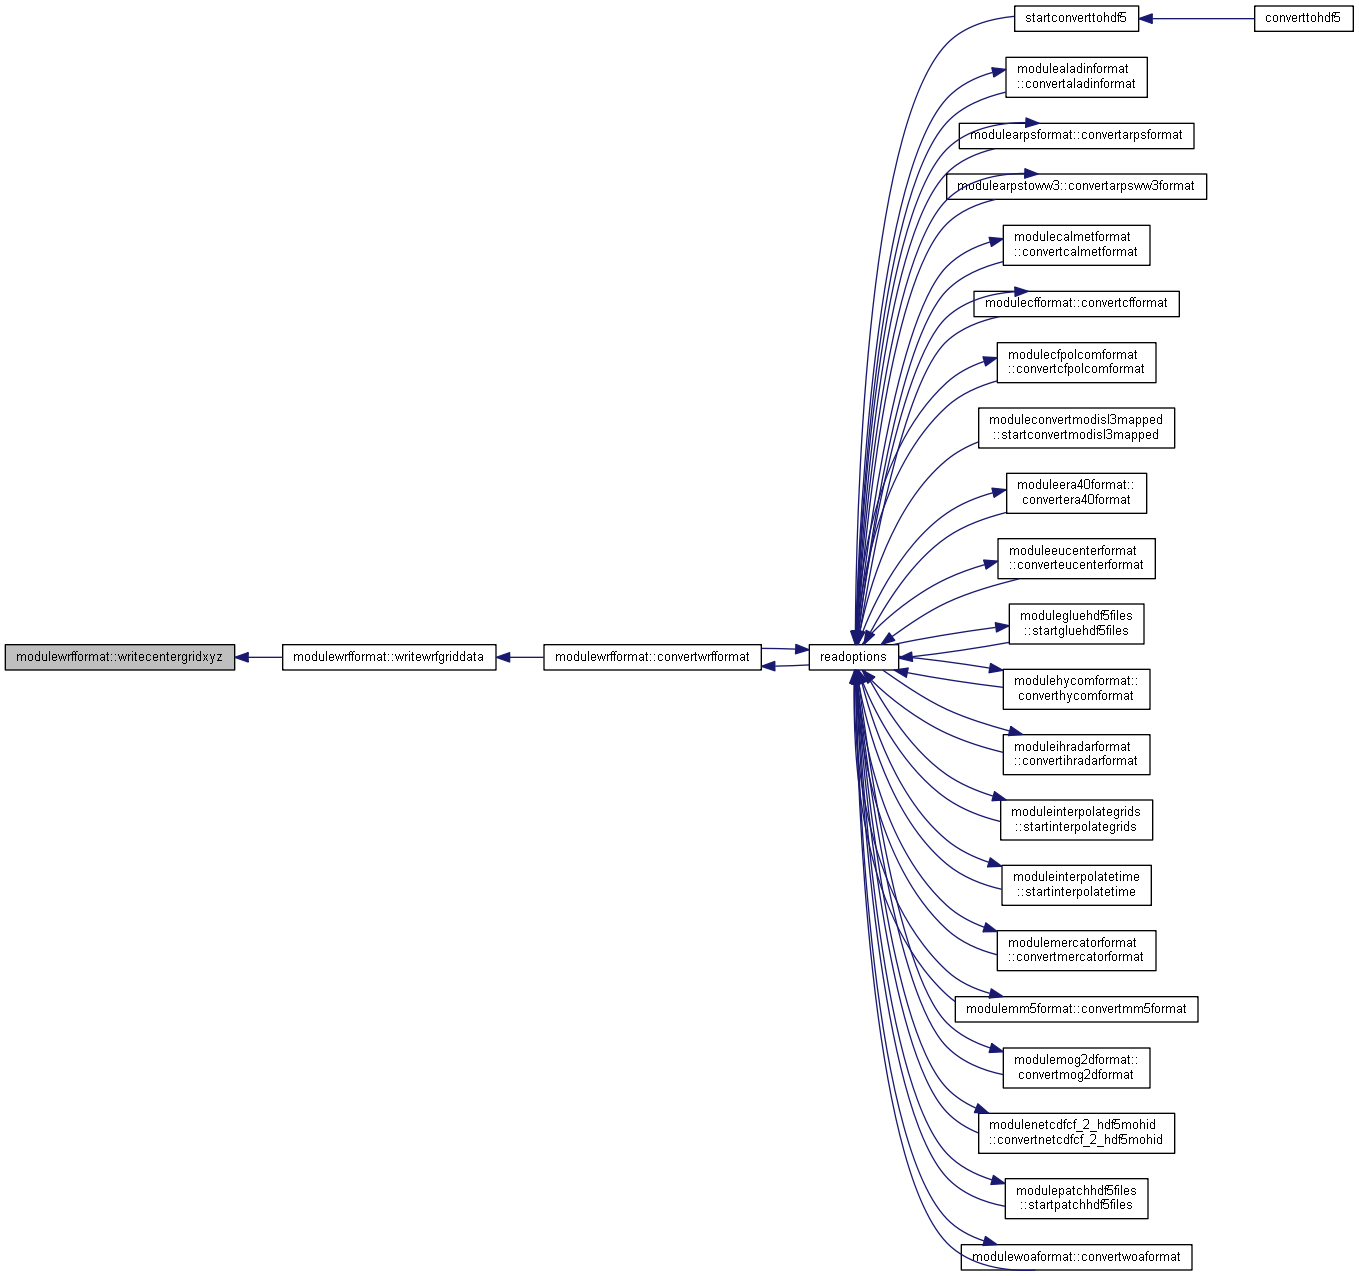 startconverttohdf5
converttohdf5
modulealadinformat
::convertaladinformat
modulearpsformat::convertarpsformat
modulearpstoww3::convertarpsww3format
modulecalmetformat
::convertcalmetformat
modulecfformat::convertcfformat
modulecfpolcomformat
::convertcfpolcomformat
moduleconvertmodisl3mapped
::startconvertmodisl3mapped
moduleera40format::
convertera40format
moduleeucenterformat
::converteucenterformat
modulegluehdf5files
::startgluehdf5files
modulewrfformat::writecentergridxyz
modulewrfformat::writewrfgriddata
modulewrfformat::convertwrfformat
readoptions
modulehycomformat::
converthycomformat
moduleihradarformat
::convertihradarformat
moduleinterpolategrids
::startinterpolategrids
moduleinterpolatetime
::startinterpolatetime
modulemercatorformat
::convertmercatorformat
modulemm5format::convertmm5format
modulemog2dformat::
convertmog2dformat
modulenetcdfcf_2_hdf5mohid
::convertnetcdfcf_2_hdf5mohid
modulepatchhdf5files
::startpatchhdf5files
modulewoaformat::convertwoaformat